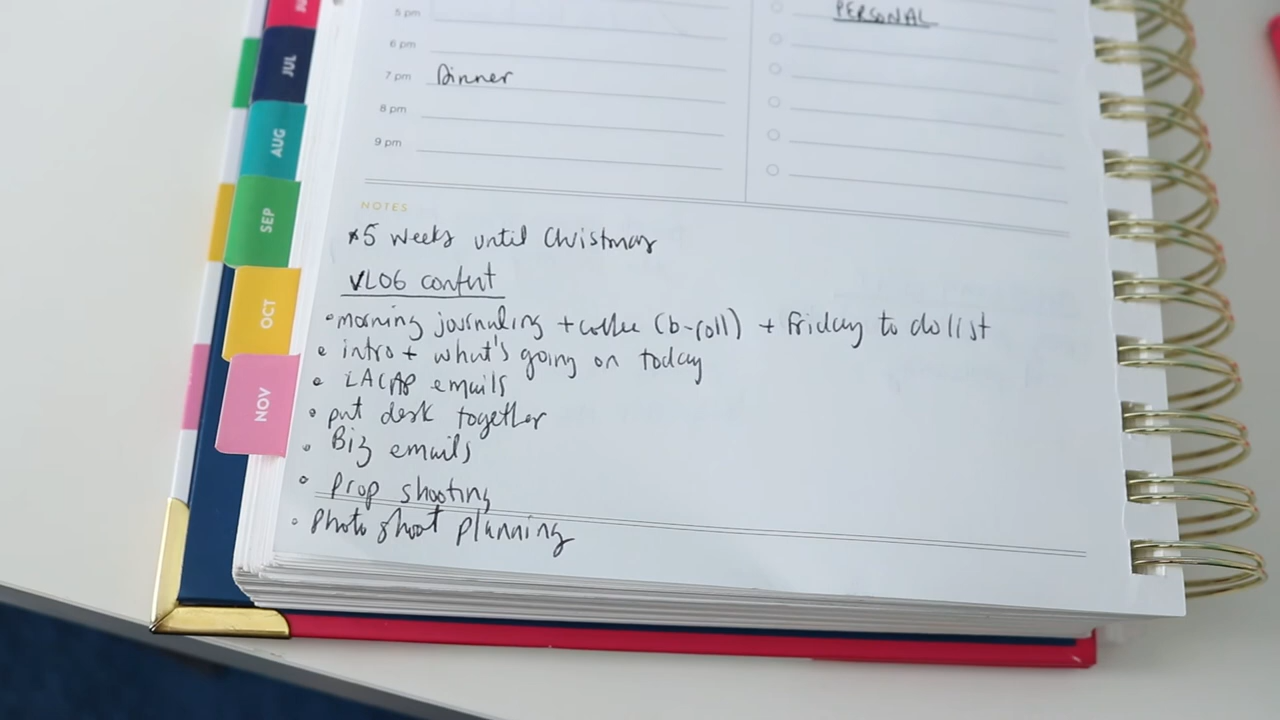 5 pm
PERSONAL
6 pm
7 pm Dinner
8 pm
9 pm
NOTES
*5 weeks until Christmas
VLOG content
• morning journaling + coffee (b-roll) + Friday to do list
• intro + what's going on today
• emails
• put desk together
• Biz emails
• Prop shooting
• Photo shoot planning
JUL
AUG
SEP
OCT
NOV